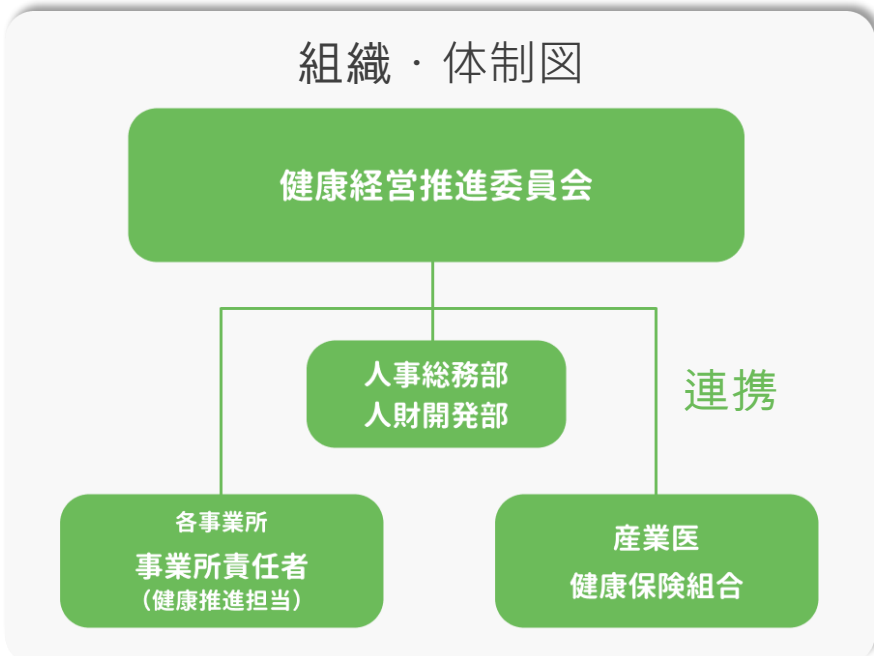 組織・体制図
健康経営推進委員会
人事総務部
人財開発部
連携
各事業所
事業所責任者
(健康推進担当)
産業医
健康保険組合